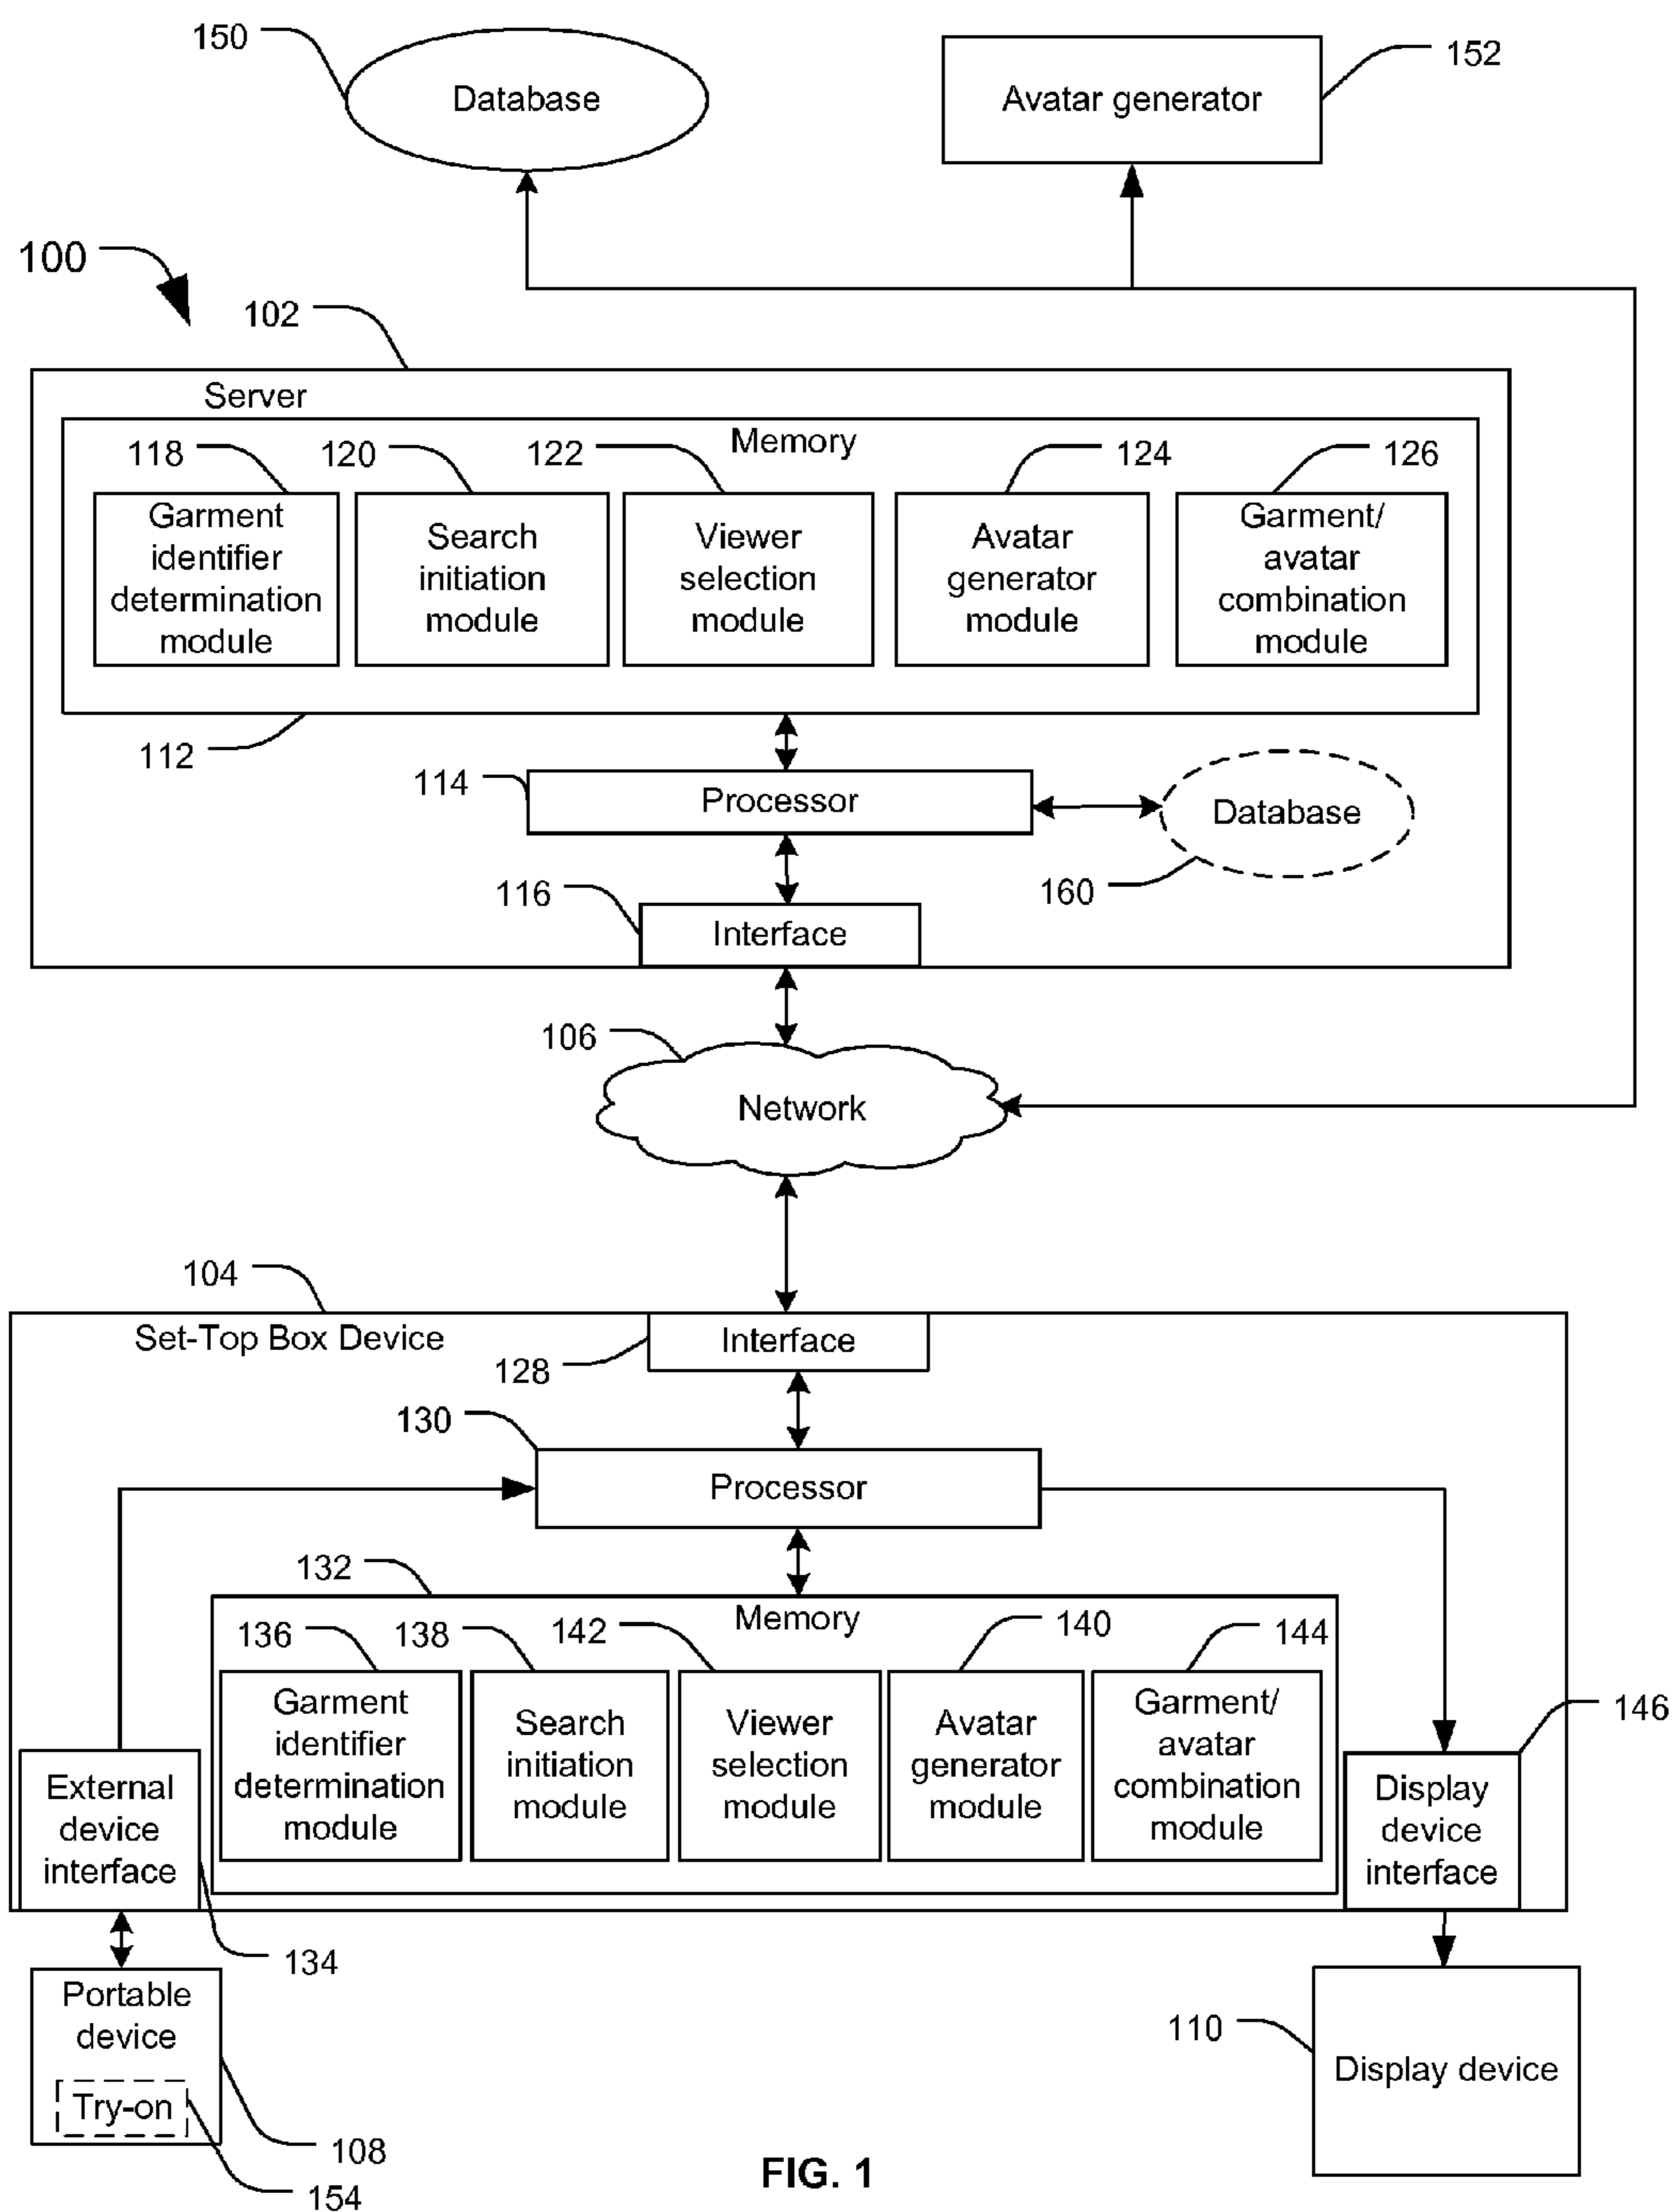 150
Database
Avatar generator
152
100
102
Server
Memory
118
120
122
124
126
Garment
identifier
determination
module
Search
initiation
module
Viewer
selection
module
Avatar
generator
module
Garment/
avatar
combination
module
112
114
Processor
Database
160
116
Interface
106
Network
104
Set-Top Box Device
Interface
128
130
Processor
132
Memory
136
138
142
140
144
146
Garment
identifier
determination
module
Search
initiation
module
Viewer
selection
module
Avatar
generator
module
Garment/
avatar
combination
module
External
device
interface
Display
device
interface
134
Portable
device
Try-on
108
154
110
Display device
FIG. 1